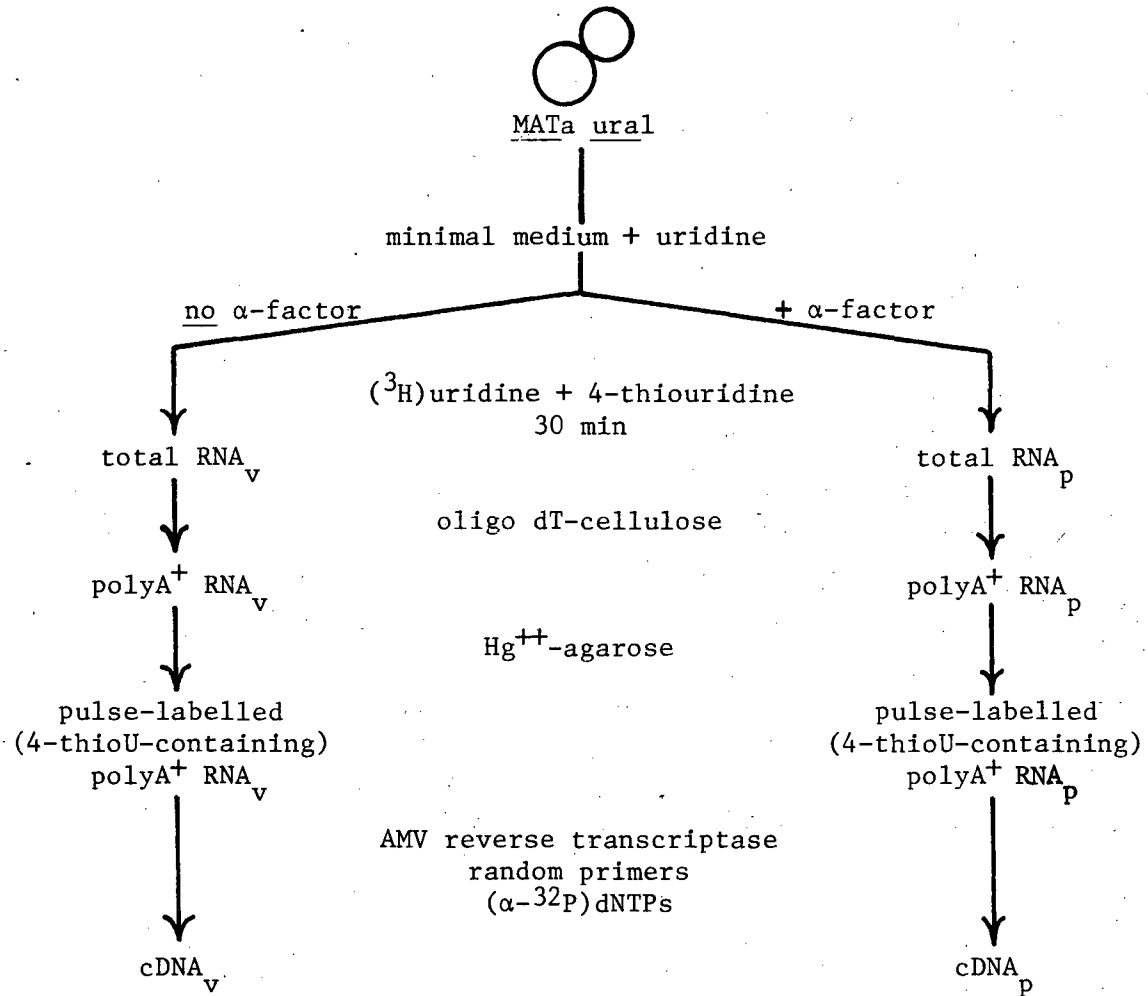 MATa ura1
minimal medium + uridine
no α-factor
+ α-factor
(³H)uridine + 4-thiouridine
30 min
total RNAᵥ
total RNAₚ
oligo dT-cellulose
polyA⁺ RNAᵥ
polyA⁺ RNAₚ
Hg⁺⁺-agarose
pulse-labelled
(4-thioU-containing)
polyA⁺ RNAᵥ
pulse-labelled
(4-thioU-containing)
polyA⁺ RNAₚ
AMV reverse transcriptase
random primers
(α-³²P)dNTPs
cDNAᵥ
cDNAₚ